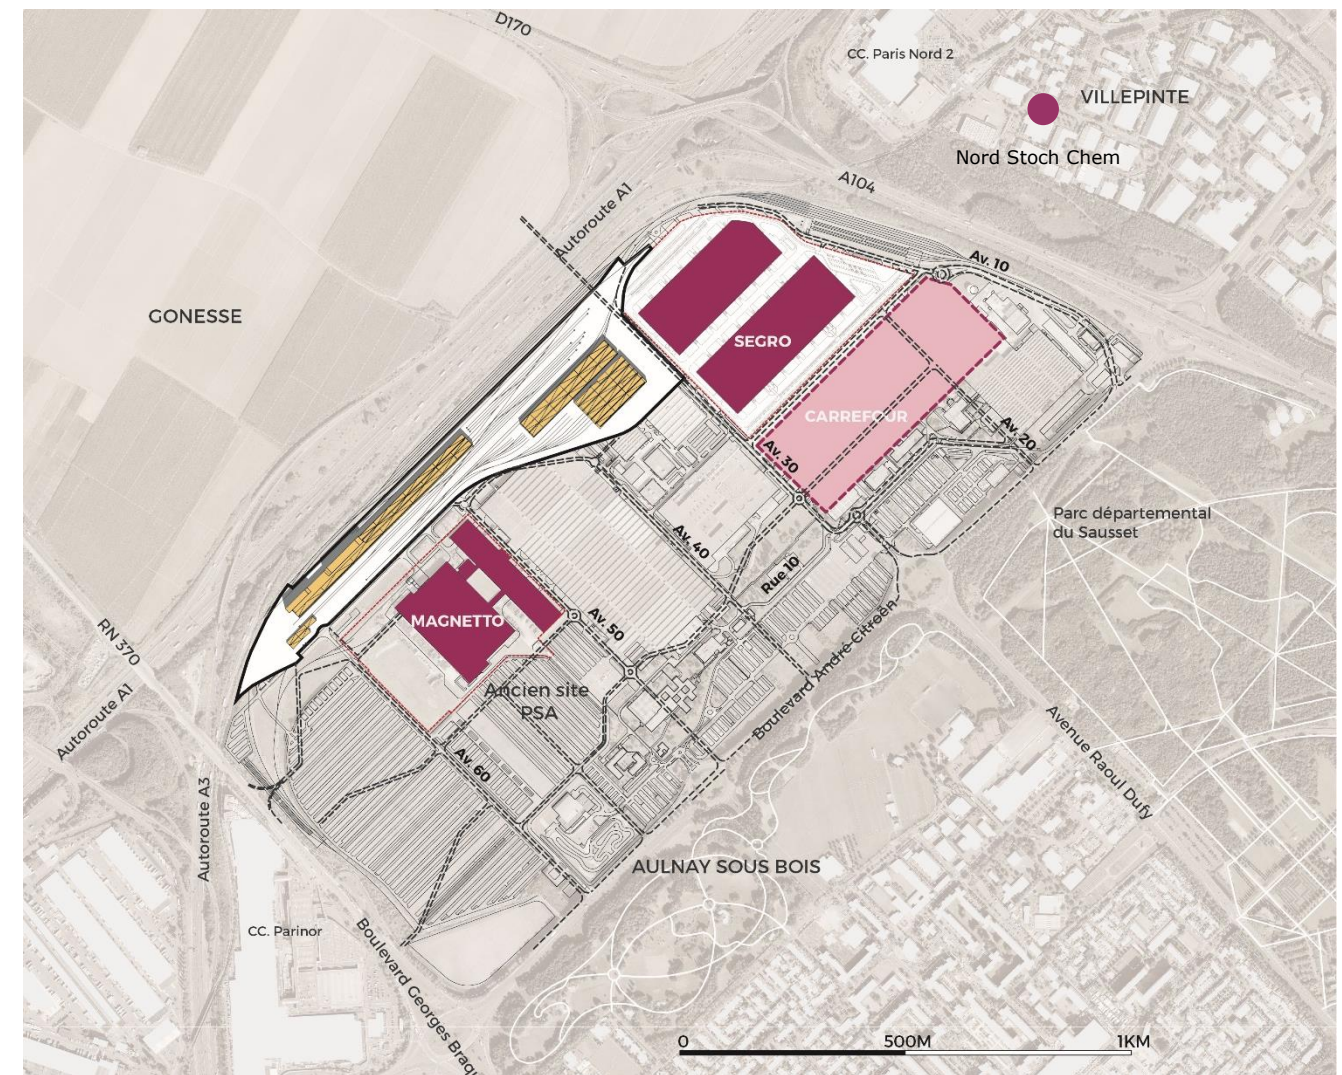 D170
CC. Paris Nord 2
VILLEPINTE
Nord Stoch Chem
A104
Autoroute A1
Av. 10
GONESSE
SEGRO
CARREFOUR
Av. 20
Av. 30
Parc départemental
du Sausset
Av. 40
Rue 10
MAGNETTO
Av. 50
RN 370
Ancien site
PSA
Boulevard André Citroën
Autoroute A1
Av. 60
Avenue Raoul Dufy
Autoroute A3
AULNAY SOUS BOIS
CC. Parinor
Boulevard Georges Braqu
0 500M 1KM